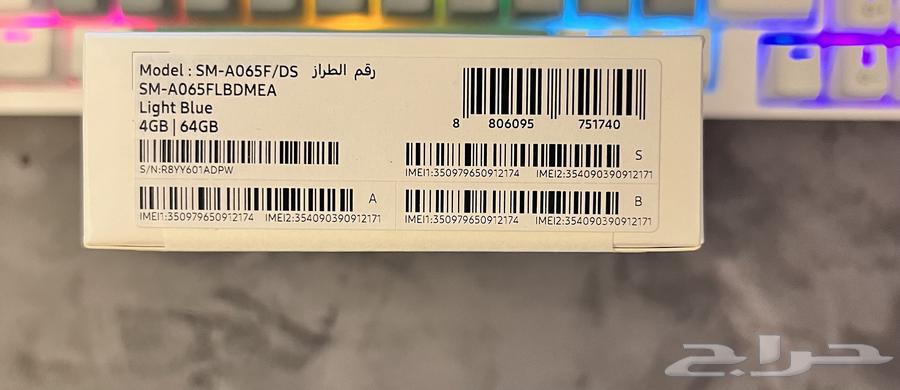 Model : SM-A065F/DS رقم الطراز
SM-A065FLBDMEA
Light Blue
4GB | 64GB
8 806095 751740
S/N:R8YY601ADPW
S
IMEI1:350979650912174 IMEI2:354090390912171
A
IMEI1:350979650912174 IMEI2:354090390912171
B
IMEI1:350979650912174 IMEI2:354090390912171
حراج